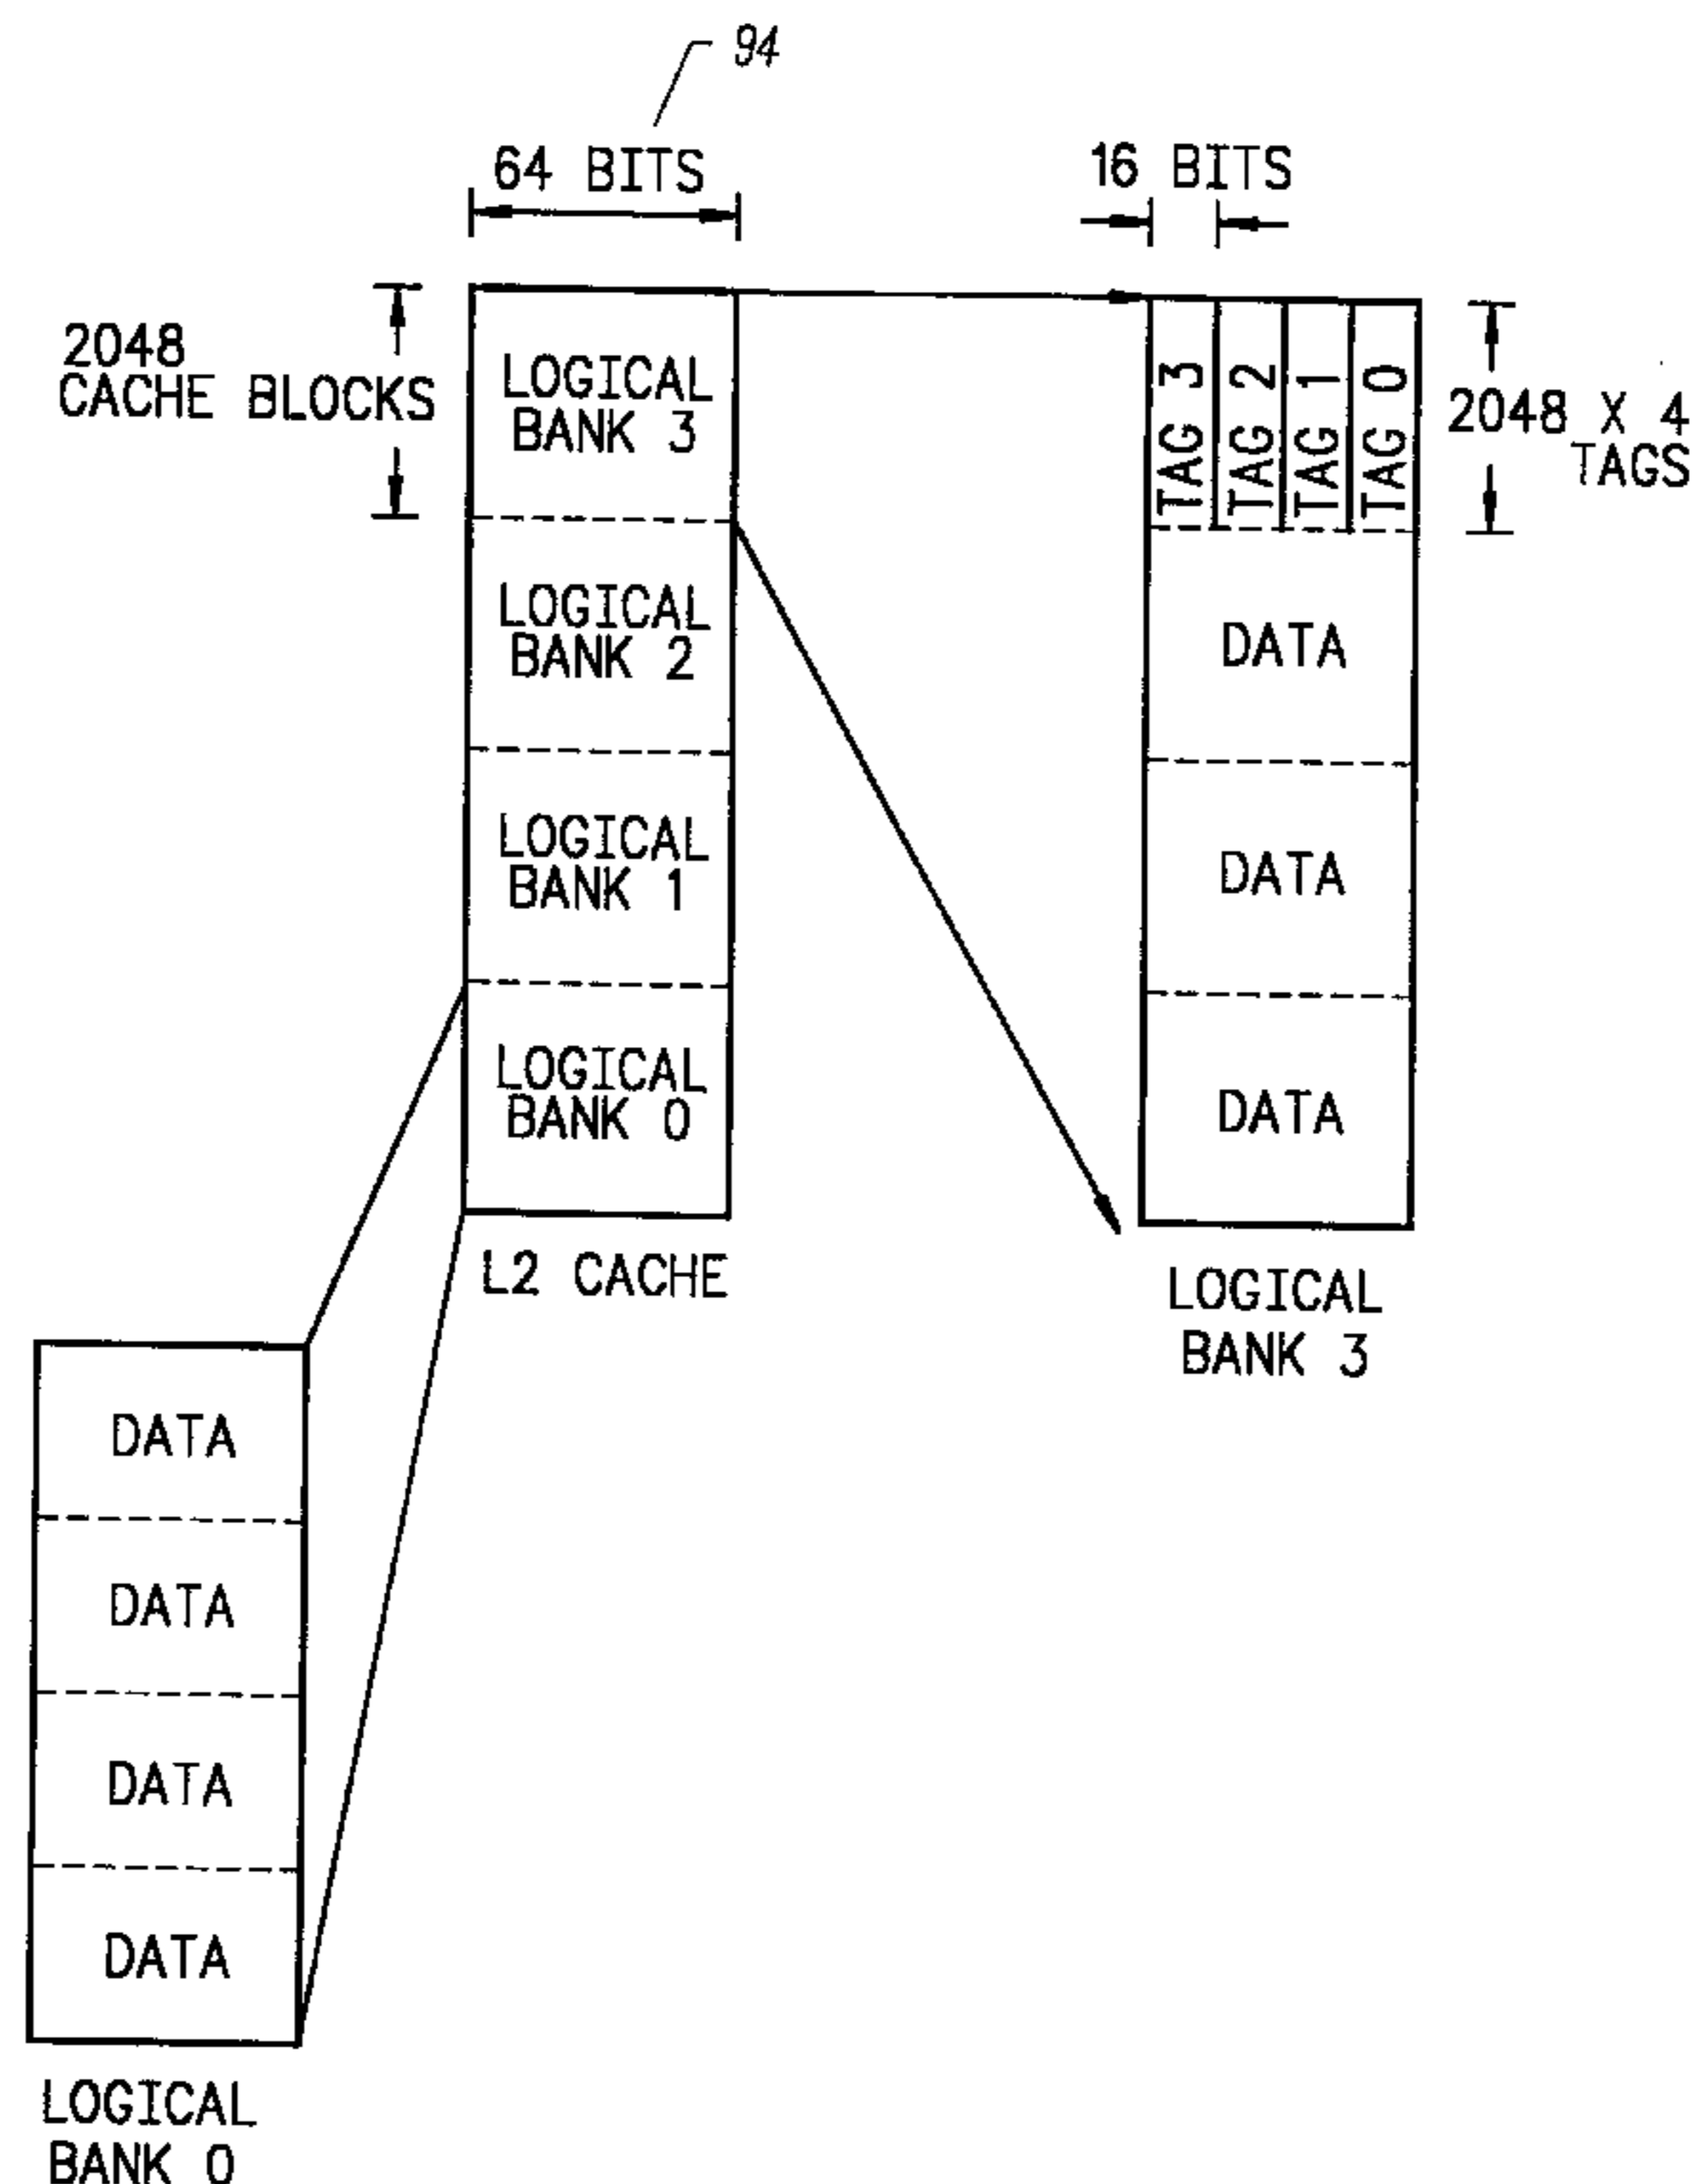 94
64 BITS
16 BITS
2048
CACHE BLOCKS
LOGICAL
BANK 3
TAG 3
TAG 2
TAG 1
TAG 0
2048 X 4
TAGS
LOGICAL
BANK 2
DATA
LOGICAL
BANK 1
DATA
LOGICAL
BANK 0
DATA
L2 CACHE
LOGICAL
BANK 3
DATA
DATA
DATA
DATA
LOGICAL
BANK 0